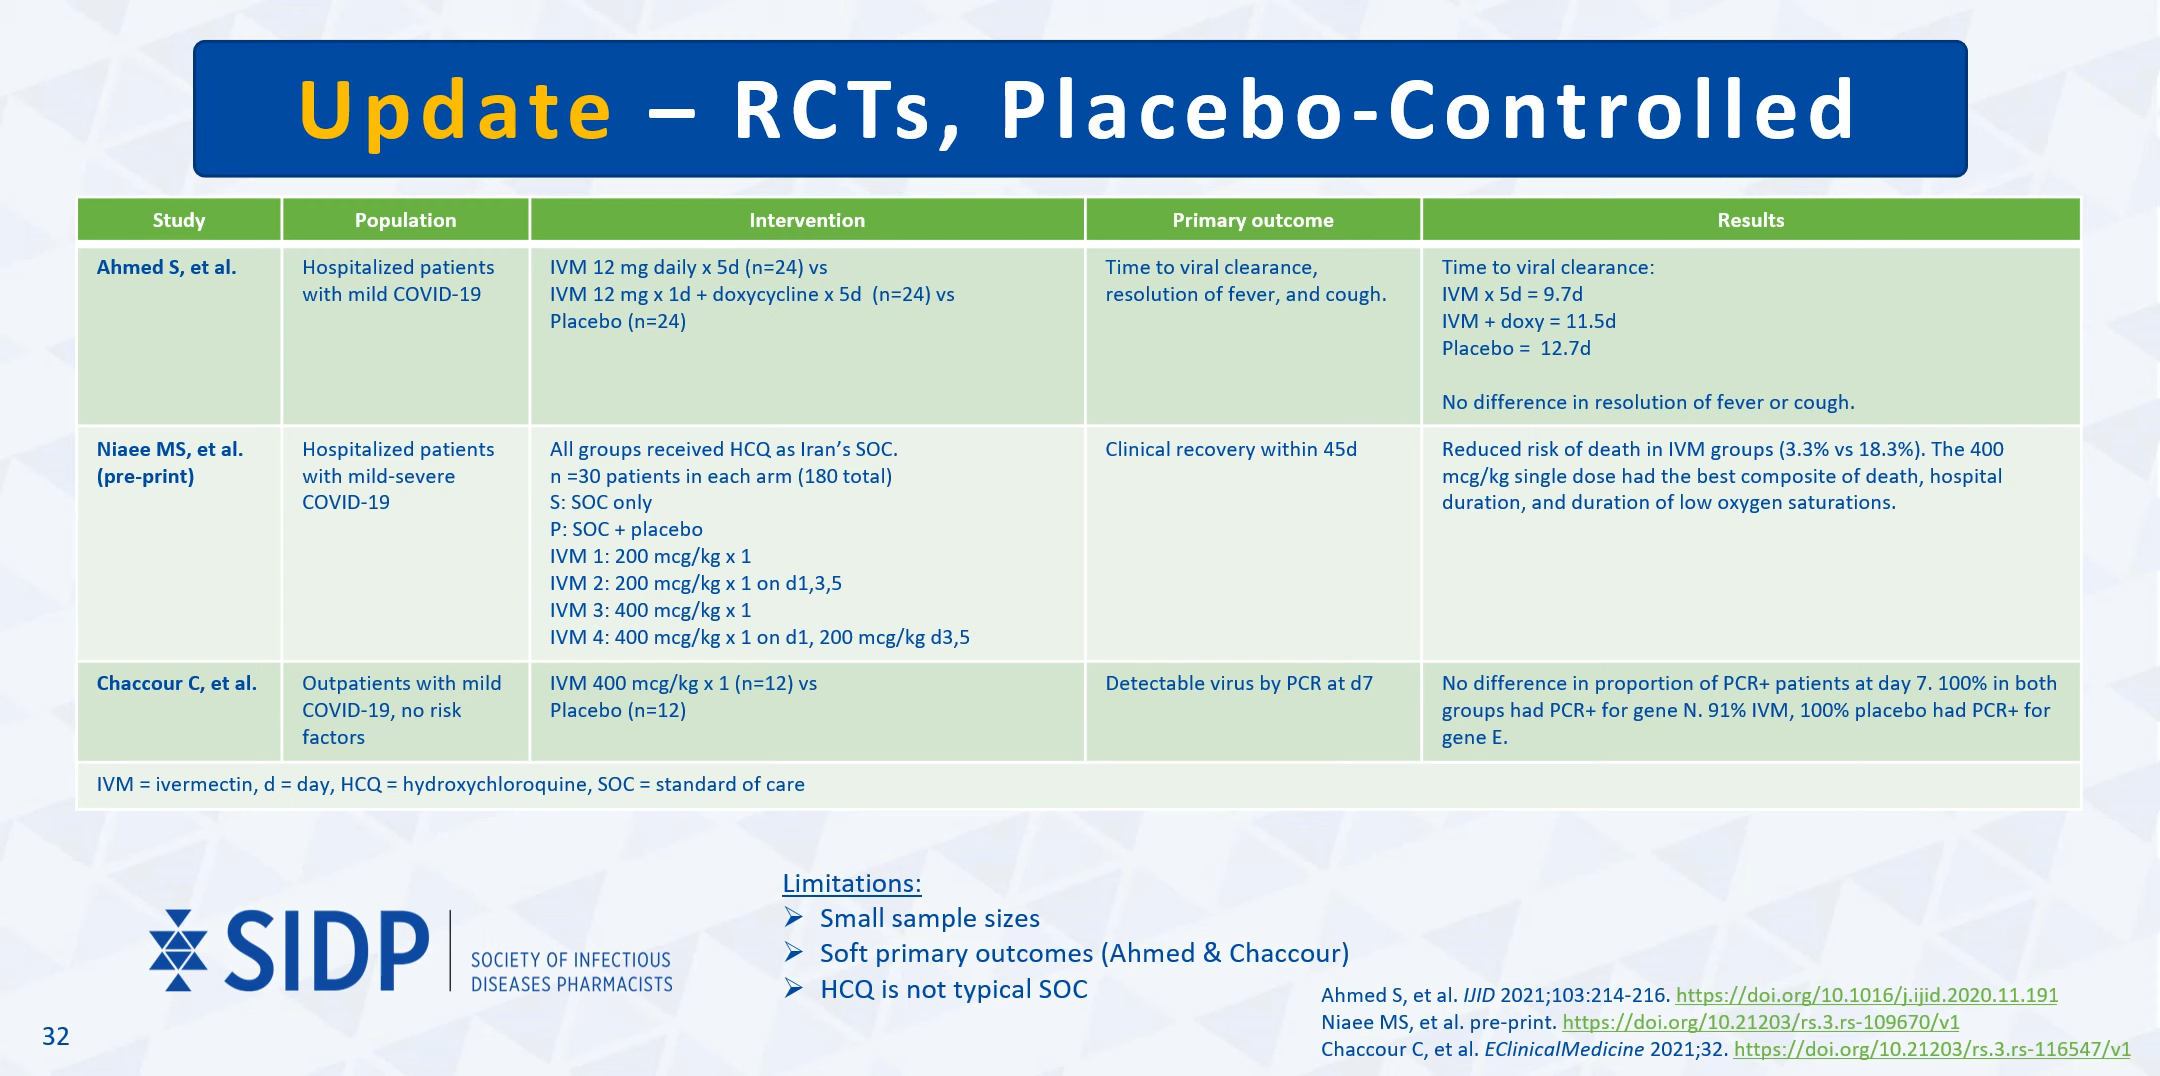 Update – RCTs, Placebo-Controlled
Study
Population
Intervention
Primary outcome
Results
Ahmed S, et al.
Hospitalized patients
with mild COVID-19
IVM 12 mg daily x 5d (n=24) vs
IVM 12 mg x 1d + doxycycline x 5d (n=24) vs
Placebo (n=24)
Time to viral clearance,
resolution of fever, and cough.
Time to viral clearance:
IVM x 5d = 9.7d
IVM + doxy = 11.5d
Placebo = 12.7d
No difference in resolution of fever or cough.
Niaee MS, et al.
(pre-print)
Hospitalized patients
with mild-severe
COVID-19
All groups received HCQ as Iran’s SOC.
n =30 patients in each arm (180 total)
S: SOC only
P: SOC + placebo
IVM 1: 200 mcg/kg x 1
IVM 2: 200 mcg/kg x 1 on d1,3,5
IVM 3: 400 mcg/kg x 1
IVM 4: 400 mcg/kg x 1 on d1, 200 mcg/kg d3,5
Clinical recovery within 45d
Reduced risk of death in IVM groups (3.3% vs 18.3%). The 400
mcg/kg single dose had the best composite of death, hospital
duration, and duration of low oxygen saturations.
Chaccour C, et al.
Outpatients with mild
COVID-19, no risk
factors
IVM 400 mcg/kg x 1 (n=12) vs
Placebo (n=12)
Detectable virus by PCR at d7
No difference in proportion of PCR+ patients at day 7. 100% in both
groups had PCR+ for gene N. 91% IVM, 100% placebo had PCR+ for
gene E.
IVM = ivermectin, d = day, HCQ = hydroxychloroquine, SOC = standard of care
Limitations:
➢ Small sample sizes
➢ Soft primary outcomes (Ahmed & Chaccour)
➢ HCQ is not typical SOC
SIDP
SOCIETY OF INFECTIOUS
DISEASES PHARMACISTS
Ahmed S, et al. IJID 2021;103:214-216. https://doi.org/10.1016/j.ijid.2020.11.191
Niaee MS, et al. pre-print. https://doi.org/10.21203/rs.3.rs-109670/v1
Chaccour C, et al. EClinicalMedicine 2021;32. https://doi.org/10.21203/rs.3.rs-116547/v1
32